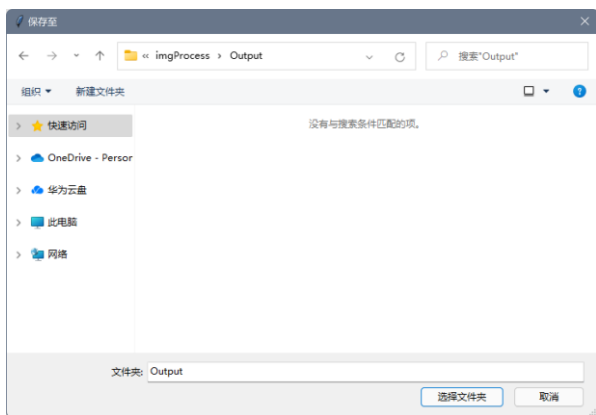 保存至
« imgProcess › Output
搜索"Output"
组织 新建文件夹
快速访问
没有与搜索条件匹配的项。
OneDrive - Person
华为云盘
此电脑
网络
文件夹: Output
选择文件夹 取消